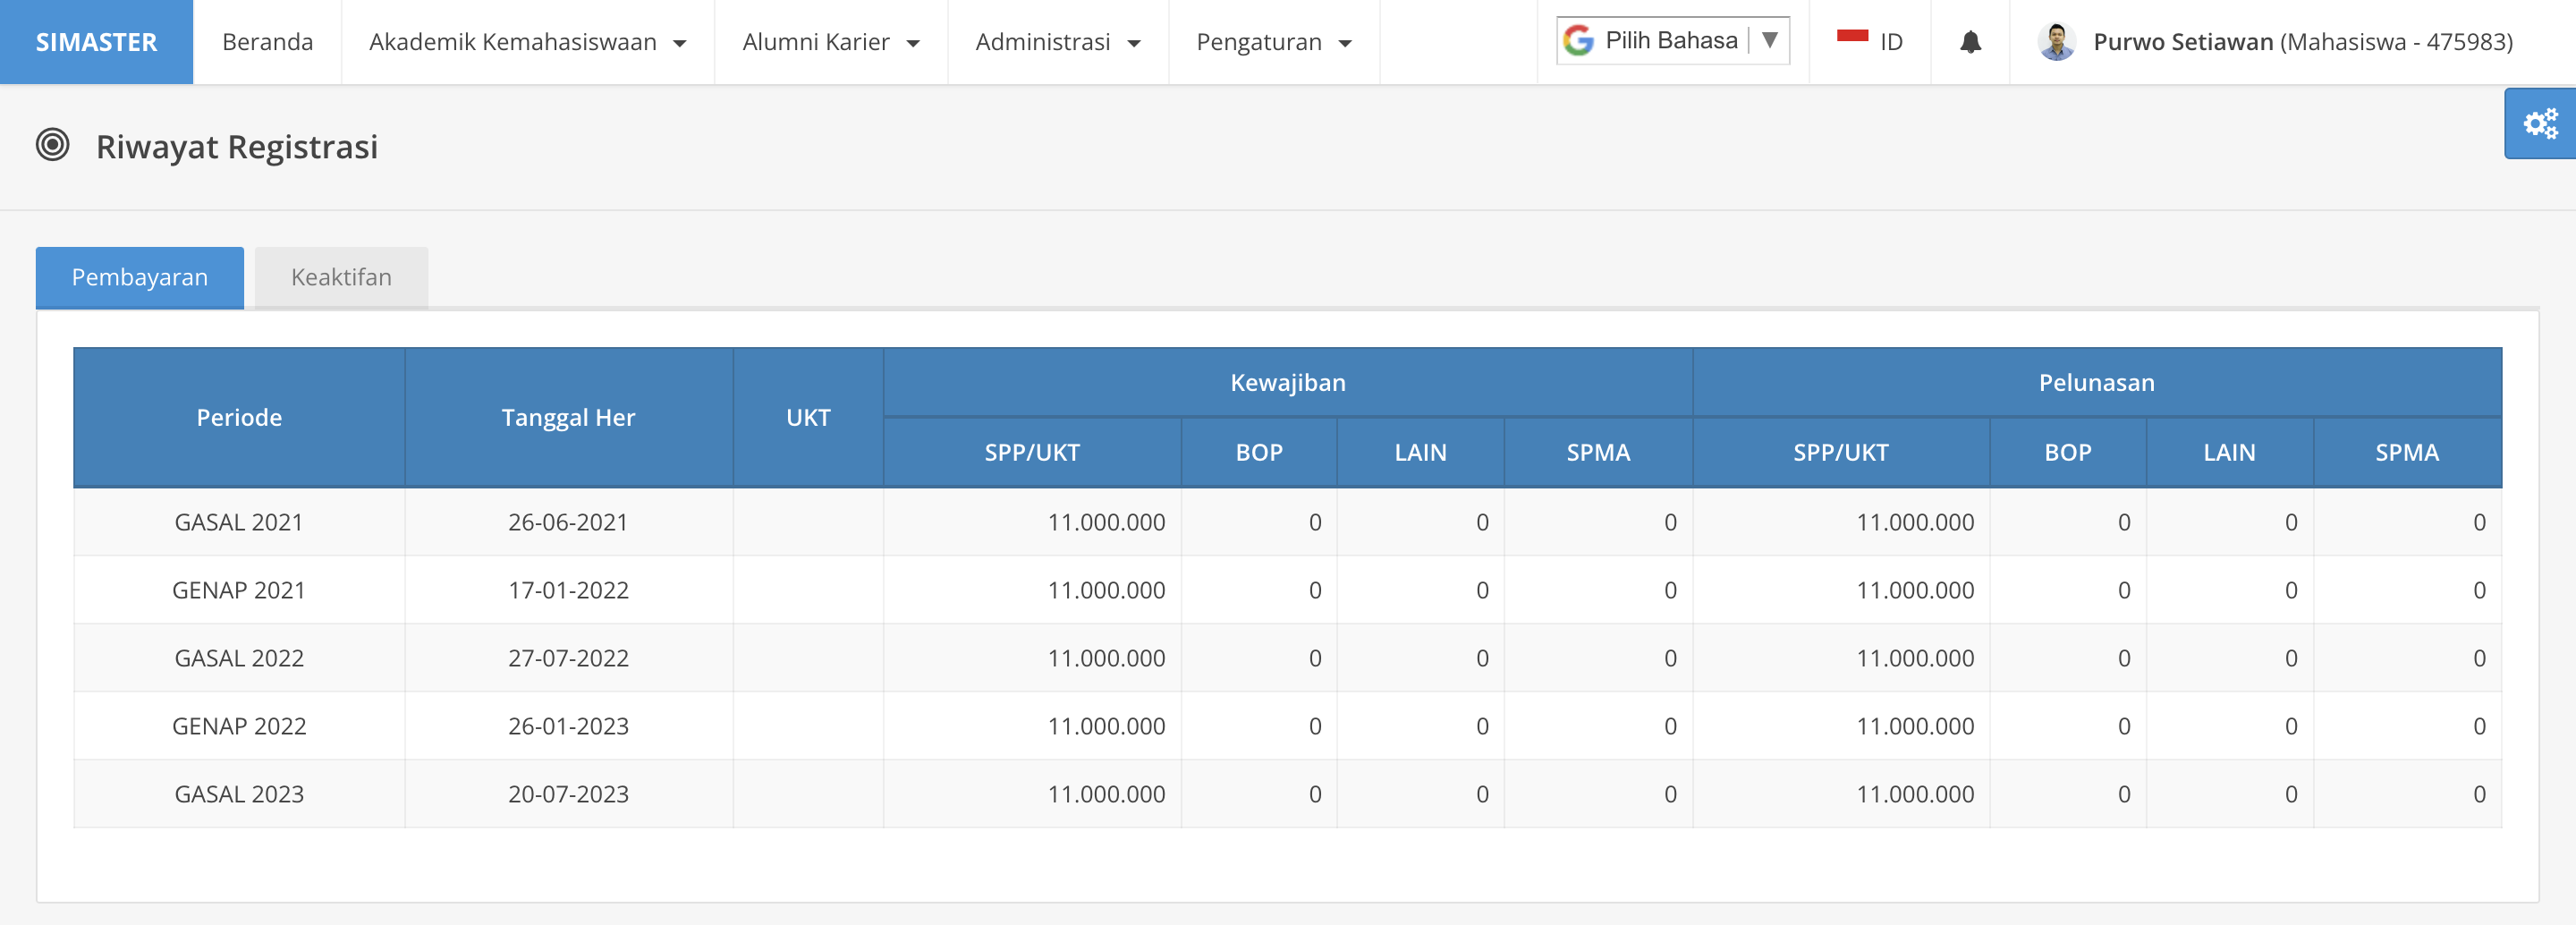 SIMASTER Beranda Akademik Kemahasiswaan Alumni Karier Administrasi Pengaturan Pilih Bahasa ID Purwo Setiawan (Mahasiswa - 475983)
Riwayat Registrasi
Pembayaran Keaktifan
Periode Tanggal Her UKT Kewajiban Pelunasan
SPP/UKT BOP LAIN SPMA SPP/UKT BOP LAIN SPMA
GASAL 2021 26-06-2021 11.000.000 0 0 0 11.000.000 0 0 0
GENAP 2021 17-01-2022 11.000.000 0 0 0 11.000.000 0 0 0
GASAL 2022 27-07-2022 11.000.000 0 0 0 11.000.000 0 0 0
GENAP 2022 26-01-2023 11.000.000 0 0 0 11.000.000 0 0 0
GASAL 2023 20-07-2023 11.000.000 0 0 0 11.000.000 0 0 0